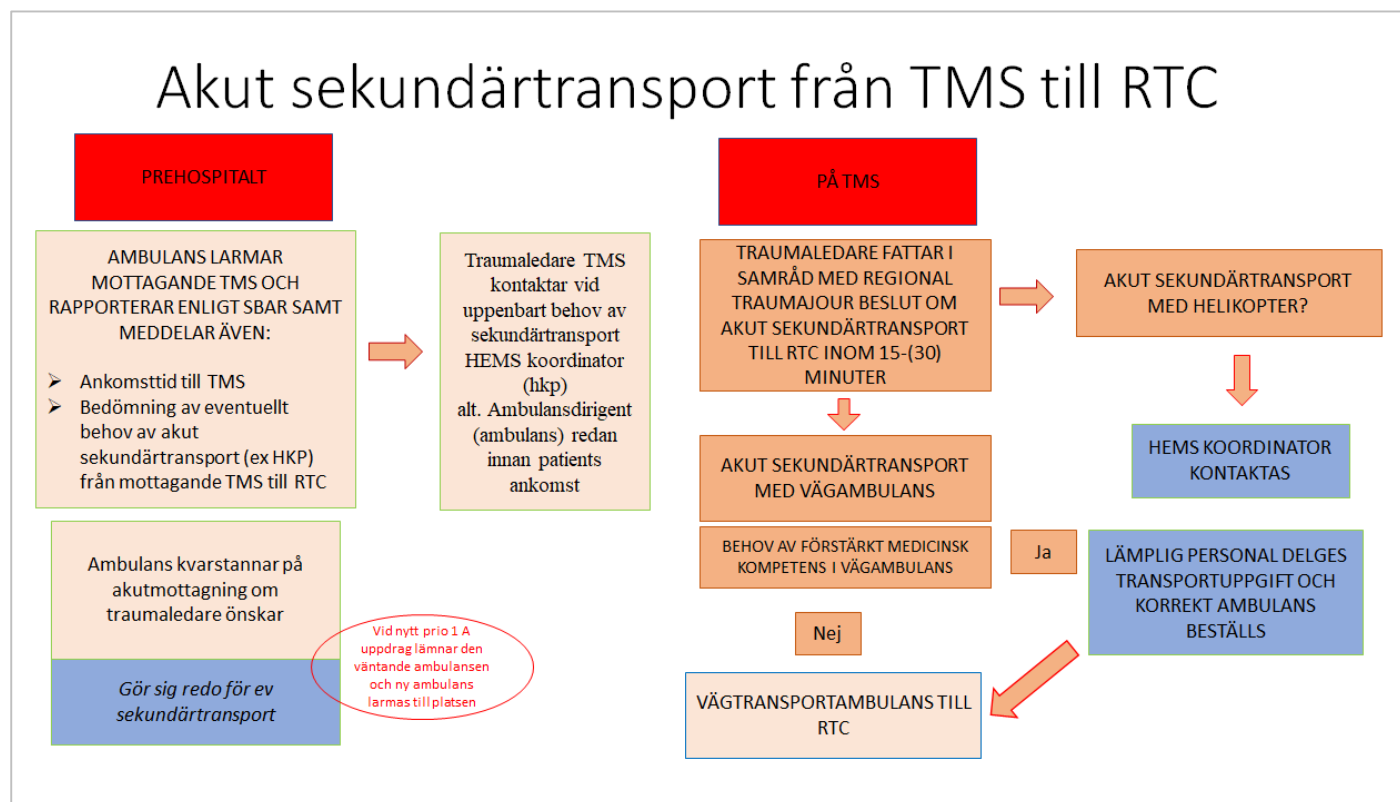 Akut sekundärtransport från TMS till RTC
PREHOSPITALT
AMBULANS LARMAR
MOTTAGANDE TMS OCH
RAPPORTERAR ENLIGT SBAR SAMT
MEDDELAR ÄVEN:
Ankomsttid till TMS
Bedömning av eventuellt
behov av akut
sekundärtransport (ex HKP)
från mottagande TMS till RTC
Traumaledare TMS
kontaktar vid
uppenbart behov av
sekundärtransport
HEMS koordinator
(hkp)
alt. Ambulansdirigent
(ambulans) redan
innan patients
ankomst
Ambulans kvarstannar på
akutmottagning om
traumaledare önskar
Vid nytt prio 1 A
uppdrag lämnar den
väntande ambulansen
och ny ambulans
larmas till platsen
Gör sig redo för ev
sekundärtransport
PÅ TMS
TRAUMALEDARE FATTAR I
SAMRÅD MED REGIONAL
TRAUMAJOUR BESLUT OM
AKUT SEKUNDÄRTRANSPORT
TILL RTC INOM 15-(30)
MINUTER
AKUT SEKUNDÄRTRANSPORT
MED HELIKOPTER?
HEMS KOORDINATOR
KONTAKTAS
AKUT SEKUNDÄRTRANSPORT
MED VÄGAMBULANS
BEHOV AV FÖRSTÄRKT MEDICINSK
KOMPETENS I VÄGAMBULANS
Ja
LÄMPLIG PERSONAL DELGES
TRANSPORTUPPGIFT OCH
KORREKT AMBULANS
BESTÄLLS
Nej
VÄGTRANSPORTAMBULANS TILL
RTC